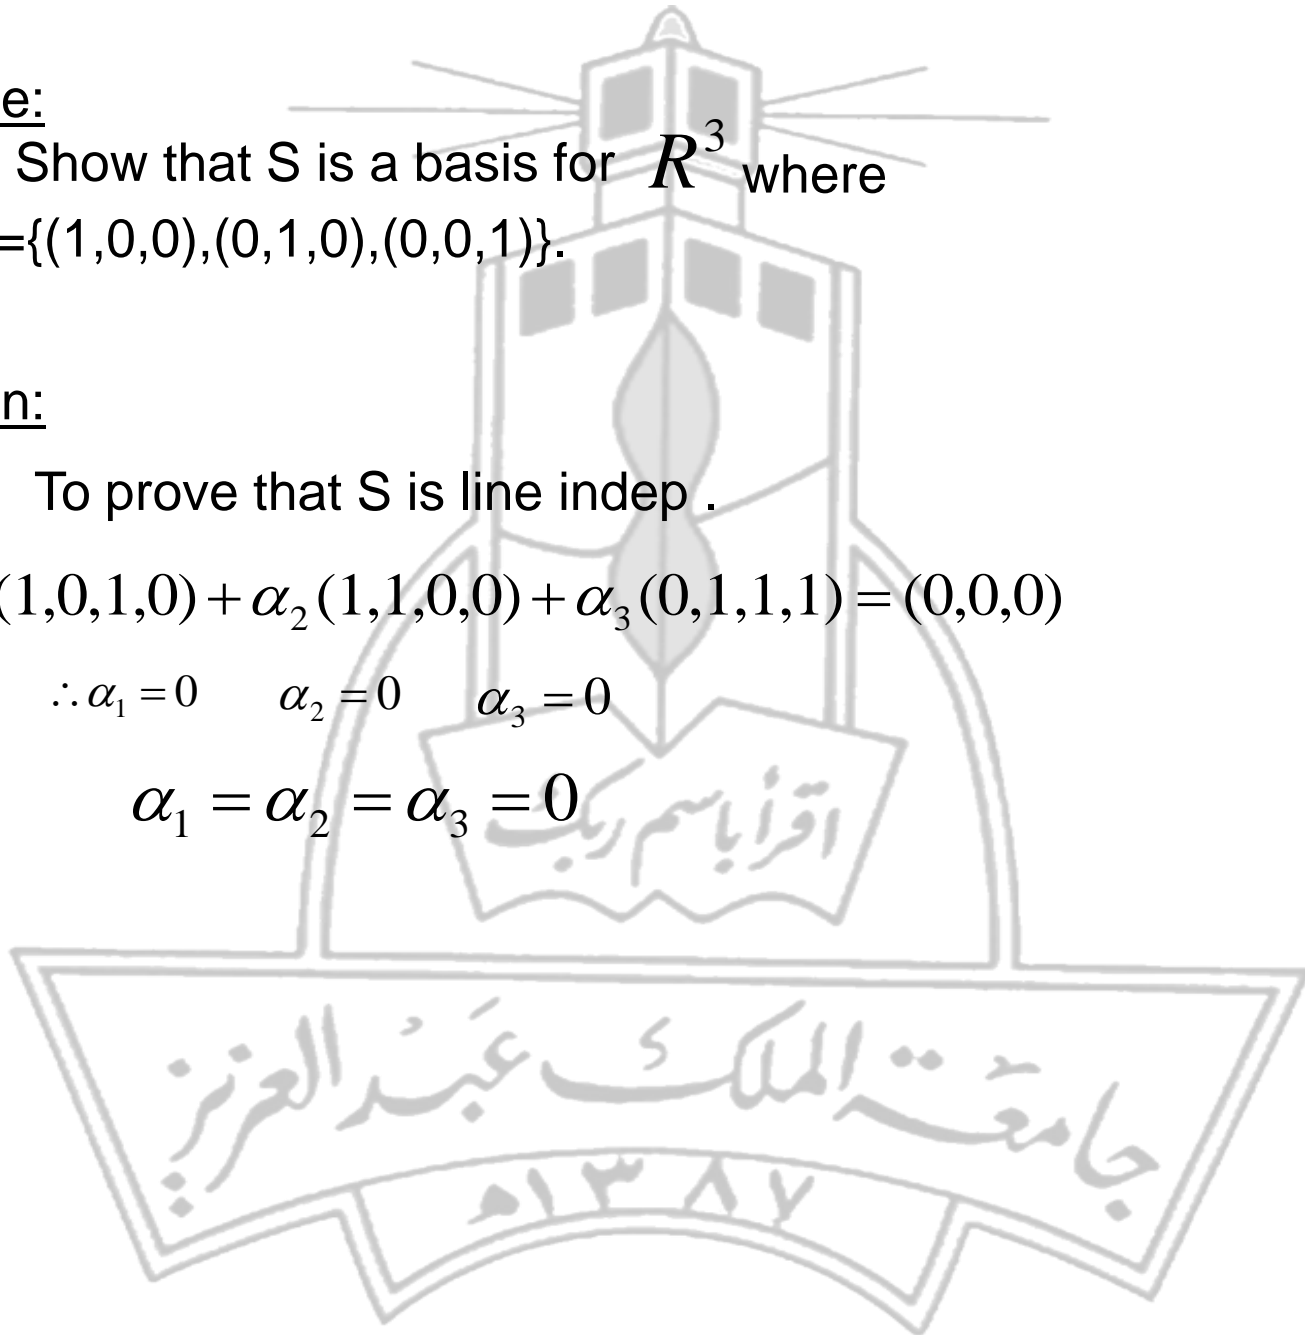 e:
Show that S is a basis for R³ where
={(1,0,0),(0,1,0),(0,0,1)}.
n:
To prove that S is line indep .
(1,0,1,0) + α₂ (1,1,0,0) + α₃ (0,1,1,1) = (0,0,0)
∴ α₁ = 0 α₂ = 0 α₃ = 0
α₁ = α₂ = α₃ = 0
اقرأ باسم ربك
جامعة الملك عبد العزيز
١٣٨٧هـ